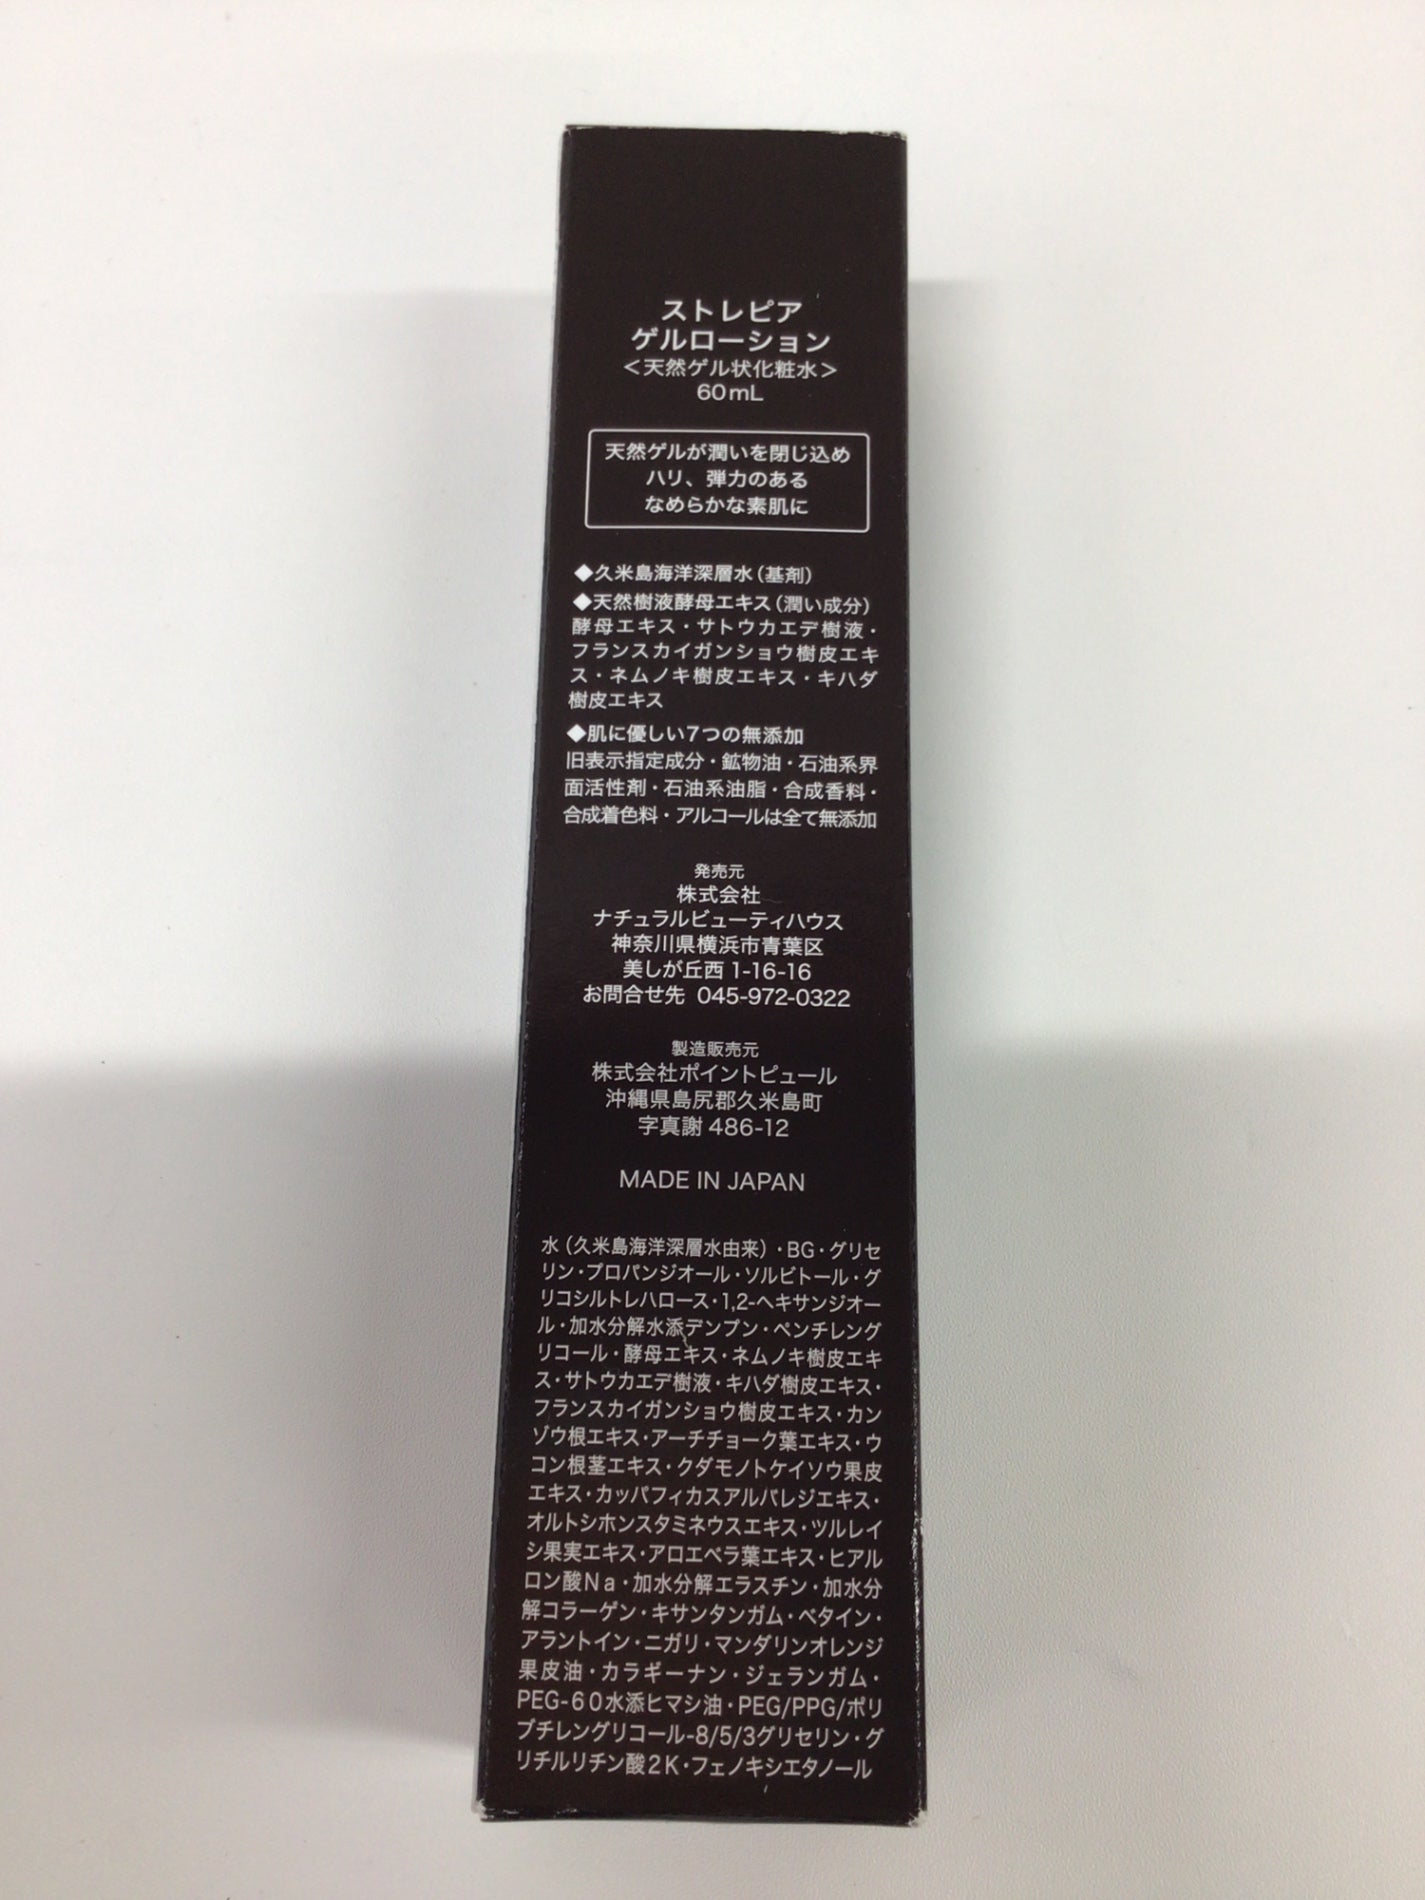 ストレピア
ゲルローション
＜天然ゲル状化粧水＞
60mL
天然ゲルが潤いを閉じ込め
ハリ、弾力のある
なめらかな素肌に
◆久米島海洋深層水（基剤）
◆天然樹液酵母エキス（潤い成分）
酵母エキス・サトウカエデ樹液・
フランスカイガンショウ樹皮エキ
ス・ネムノキ樹皮エキス・キハダ
樹皮エキス
◆肌に優しい7つの無添加
旧表示指定成分・鉱物油・石油系界
面活性剤・石油系油脂・合成香料・
合成着色料・アルコールは全て無添加
発売元
株式会社
ナチュラルビューティハウス
神奈川県横浜市青葉区
美しが丘西 1-16-16
お問合せ先 045-972-0322
製造販売元
株式会社ポイントピュール
沖縄県島尻郡久米島町
字真謝 486-12
MADE IN JAPAN
水（久米島海洋深層水由来）・BG・グリセ
リン・プロパンジオール・ソルビトール・グ
リコシルトレハロース・1,2-ヘキサンジオー
ル・加水分解水添デンプン・ペンチレング
リコール・酵母エキス・ネムノキ樹皮エキ
ス・サトウカエデ樹液・キハダ樹皮エキス・
フランスカイガンショウ樹皮エキス・カン
ゾウ根エキス・アーチチョーク葉エキス・ウ
コン根茎エキス・クダモノトケイソウ果皮
エキス・カッパフィカスアルバレジエキス・
オルトシホンスタミネウスエキス・ツルレイ
シ果実エキス・アロエベラ葉エキス・ヒアル
ロン酸Na・加水分解エラスチン・加水分
解コラーゲン・キサンタンガム・ベタイン・
アラントイン・ニガリ・マンダリンオレンジ
果皮油・カラギーナン・ジェランガム・
PEG-60水添ヒマシ油・PEG/PPG/ポリ
ブチレングリコール-8/5/3グリセリン・グ
リチルリチン酸2K・フェノキシエタノール